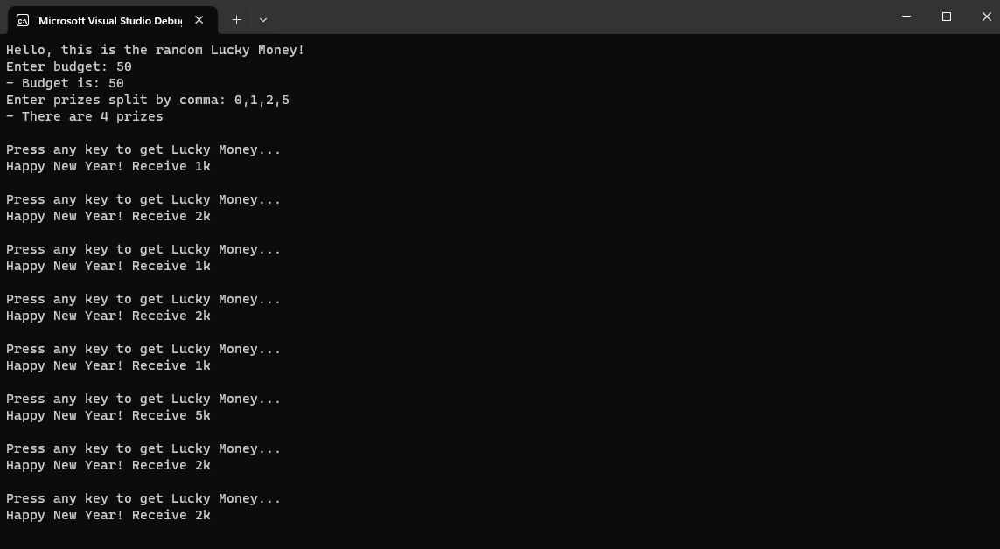 Microsoft Visual Studio Debu
Hello, this is the random Lucky Money!
Enter budget: 50
- Budget is: 50
Enter prizes split by comma: 0,1,2,5
- There are 4 prizes
Press any key to get Lucky Money...
Happy New Year! Receive 1k
Press any key to get Lucky Money...
Happy New Year! Receive 2k
Press any key to get Lucky Money...
Happy New Year! Receive 1k
Press any key to get Lucky Money...
Happy New Year! Receive 2k
Press any key to get Lucky Money...
Happy New Year! Receive 1k
Press any key to get Lucky Money...
Happy New Year! Receive 5k
Press any key to get Lucky Money...
Happy New Year! Receive 2k
Press any key to get Lucky Money...
Happy New Year! Receive 2k